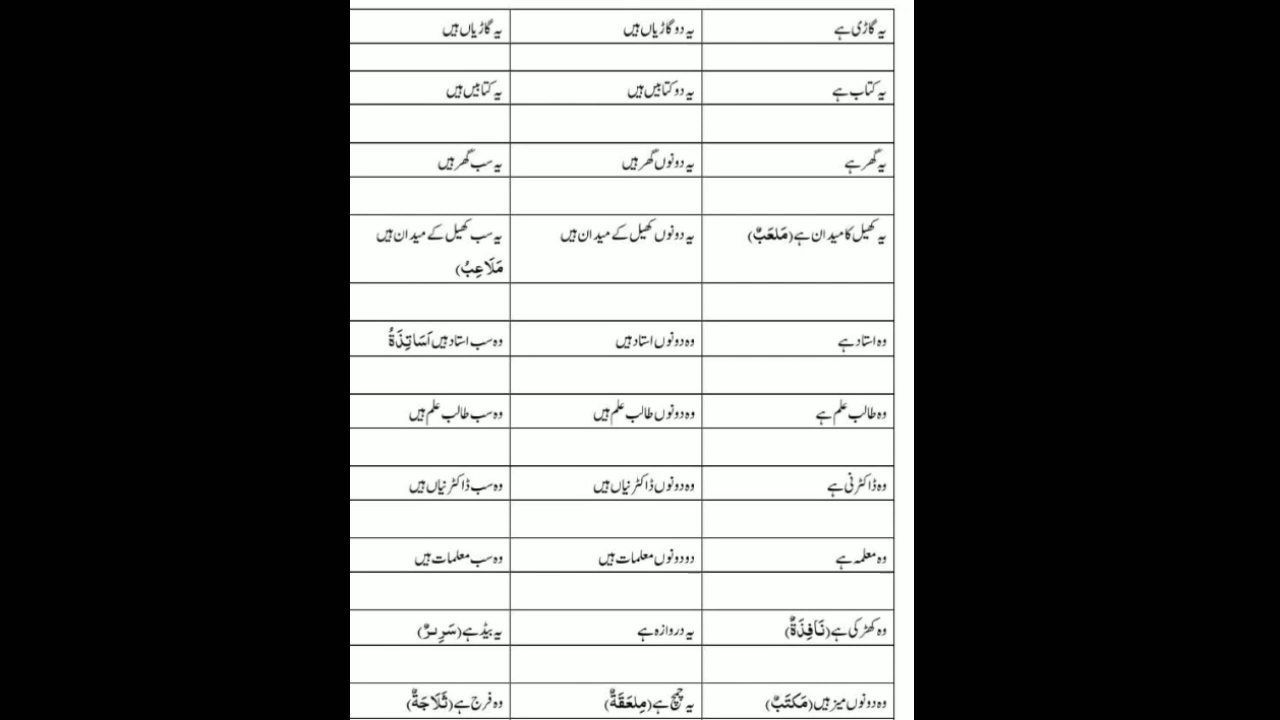 یہ گاڑی ہے یہ دو گاڑیاں ہیں یہ گاڑیاں ہیں
یہ کتاب ہے یہ دو کتابیں ہیں یہ کتابیں ہیں
یہ گھر ہے یہ دونوں گھر ہیں یہ سب گھر ہیں
یہ کھیل کا میدان ہے (مَلعَبٌ) یہ دونوں کھیل کے میدان ہیں یہ سب کھیل کے میدان ہیں
مَلَاعِبُ)
وہ استاد ہے وہ دونوں استاد ہیں وہ سب استاد ہیں اَسَاتِذَةُ
وہ طالب علم ہے وہ دونوں طالب علم ہیں وہ سب طالب علم ہیں
وہ ڈاکٹرنی ہے وہ دونوں ڈاکٹرنیاں ہیں وہ سب ڈاکٹرنیاں ہیں
وہ معلمہ ہے دو دونوں معلمات ہیں وہ سب معلمات ہیں
وہ کھڑکی ہے (نَافِذَةٌ) یہ دروازہ ہے یہ بیڈ ہے (سَرِیرٌ)
وہ دونوں میز ہیں (مَکتَبٌ) یہ چمچ ہے (مِلعَقَةٌ) وہ فرج ہے (ثَلَاجَةٌ)